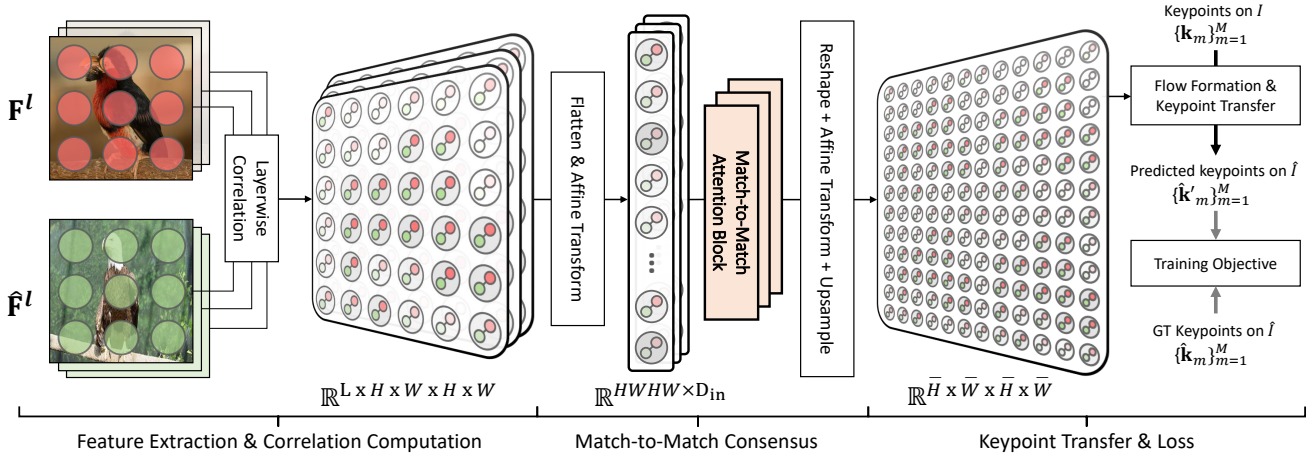 𝐅^l
𝐅̂^l
Layerwise
Correlation
ℝ^{L x H x W x H x W}
Flatten & Affine Transform
ℝ^{HWHW×D_in}
Match-to-Match
Attention Block
Reshape + Affine Transform + Upsample
ℝ^{H̅ x W̅ x H̅ x W̅}
Keypoints on I
{𝐤_m}_{m=1}^M
Flow Formation &
Keypoint Transfer
Predicted keypoints on Î
{𝐤̂′_m}_{m=1}^M
Training Objective
GT Keypoints on Î
{𝐤̂_m}_{m=1}^M
Feature Extraction & Correlation Computation
Match-to-Match Consensus
Keypoint Transfer & Loss